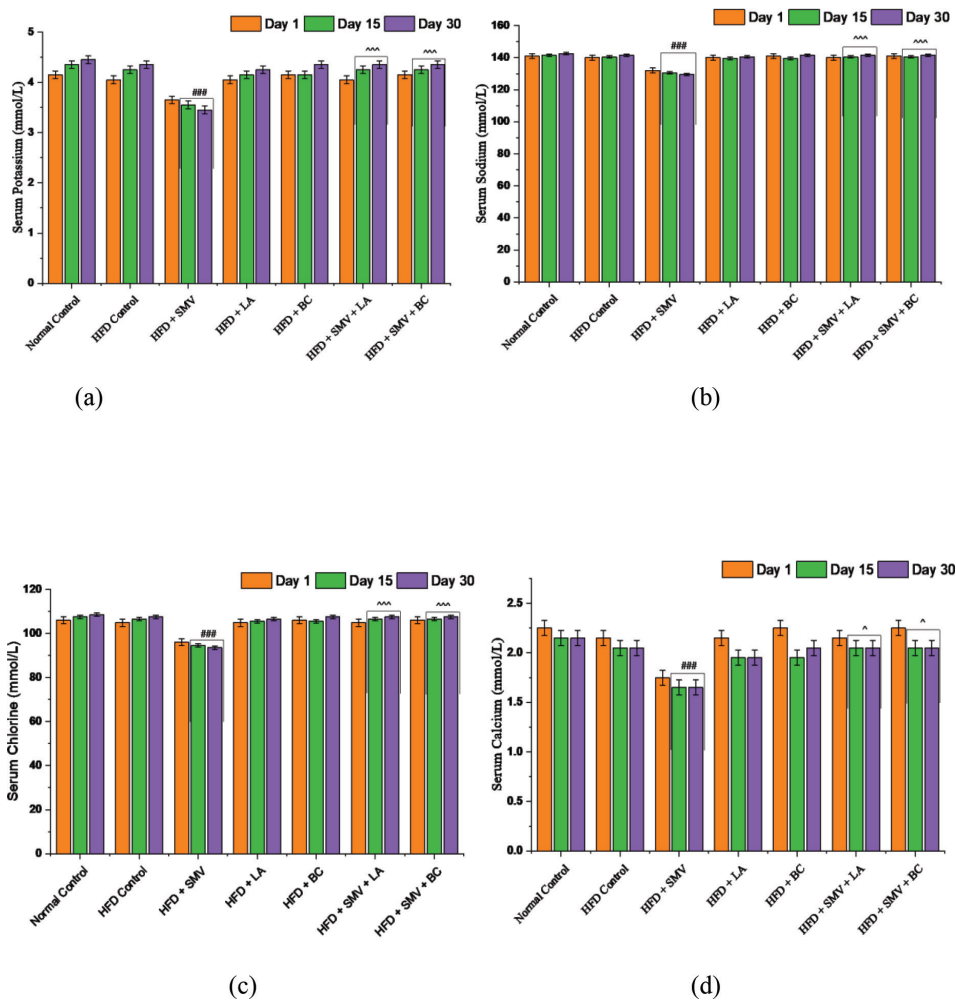 Day 1 Day 15 Day 30
5
4
3
2
1
0
Serum Potassium (mmol/L)
###
^^^
^^^
Normal Control
HFD Control
HFD + SMV
HFD + LA
HFD + BC
HFD + SMV + LA
HFD + SMV + BC
(a)
Day 1 Day 15 Day 30
160
140
120
100
80
60
40
20
0
Serum Sodium (mmol/L)
###
^^^
^^^
Normal Control
HFD Control
HFD + SMV
HFD + LA
HFD + BC
HFD + SMV + LA
HFD + SMV + BC
(b)
Day 1 Day 15 Day 30
120
100
80
60
40
20
0
Serum Chlorine (mmol/L)
###
^^^
^^^
Normal Control
HFD Control
HFD + SMV
HFD + LA
HFD + BC
HFD + SMV + LA
HFD + SMV + BC
(c)
Day 1 Day 15 Day 30
2.5
2.0
1.5
1.0
0.5
0.0
Serum Calcium (mmol/L)
###
^
^
Normal Control
HFD Control
HFD + SMV
HFD + LA
HFD + BC
HFD + SMV + LA
HFD + SMV + BC
(d)